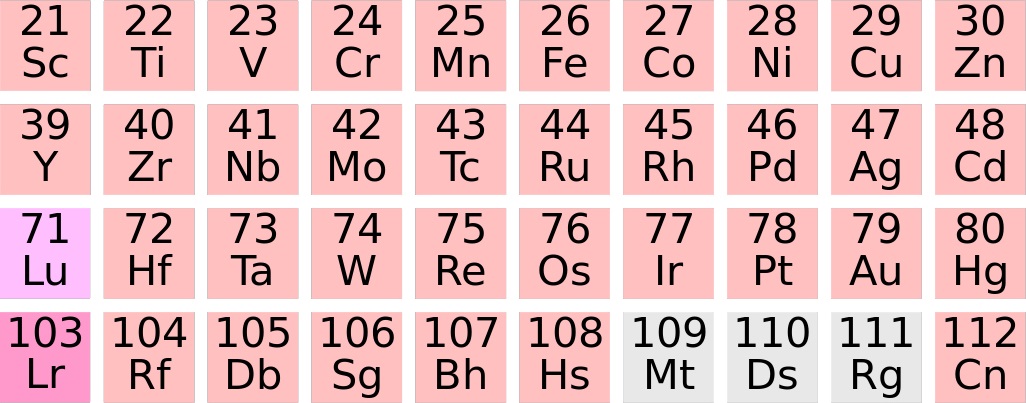 21 22 23 24 25 26 27 28 29 30
Sc Ti V Cr Mn Fe Co Ni Cu Zn
39 40 41 42 43 44 45 46 47 48
Y Zr Nb Mo Tc Ru Rh Pd Ag Cd
71 72 73 74 75 76 77 78 79 80
Lu Hf Ta W Re Os Ir Pt Au Hg
103 104 105 106 107 108 109 110 111 112
Lr Rf Db Sg Bh Hs Mt Ds Rg Cn